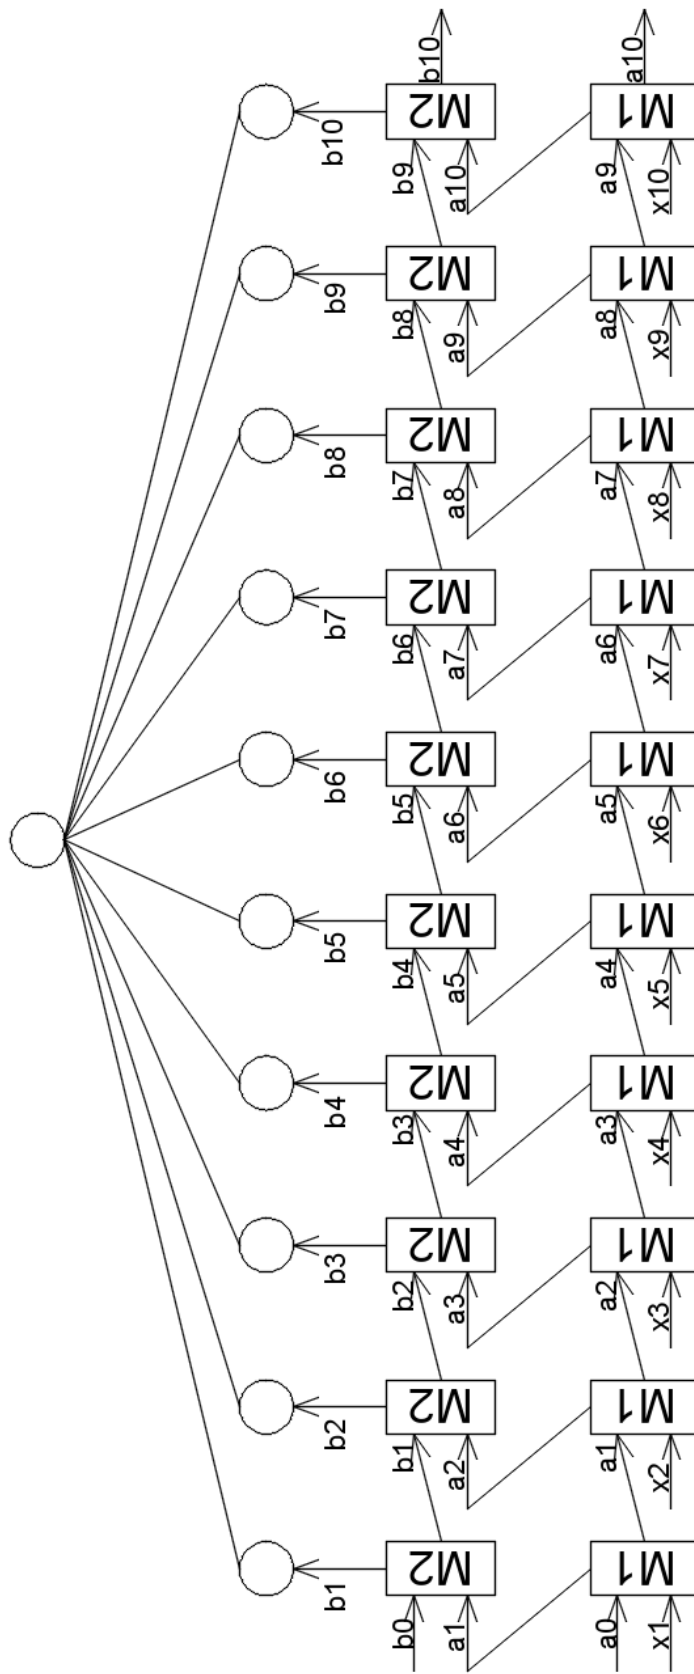 b1 b2 b3 b4 b5 b6 b7 b8 b9 b10
b0 b1 b2 b3 b4 b5 b6 b7 b8 b9 b10
M2 M2 M2 M2 M2 M2 M2 M2 M2 M2
a1 a2 a3 a4 a5 a6 a7 a8 a9 a10
a0 a1 a2 a3 a4 a5 a6 a7 a8 a9 a10
M1 M1 M1 M1 M1 M1 M1 M1 M1 M1
x1 x2 x3 x4 x5 x6 x7 x8 x9 x10